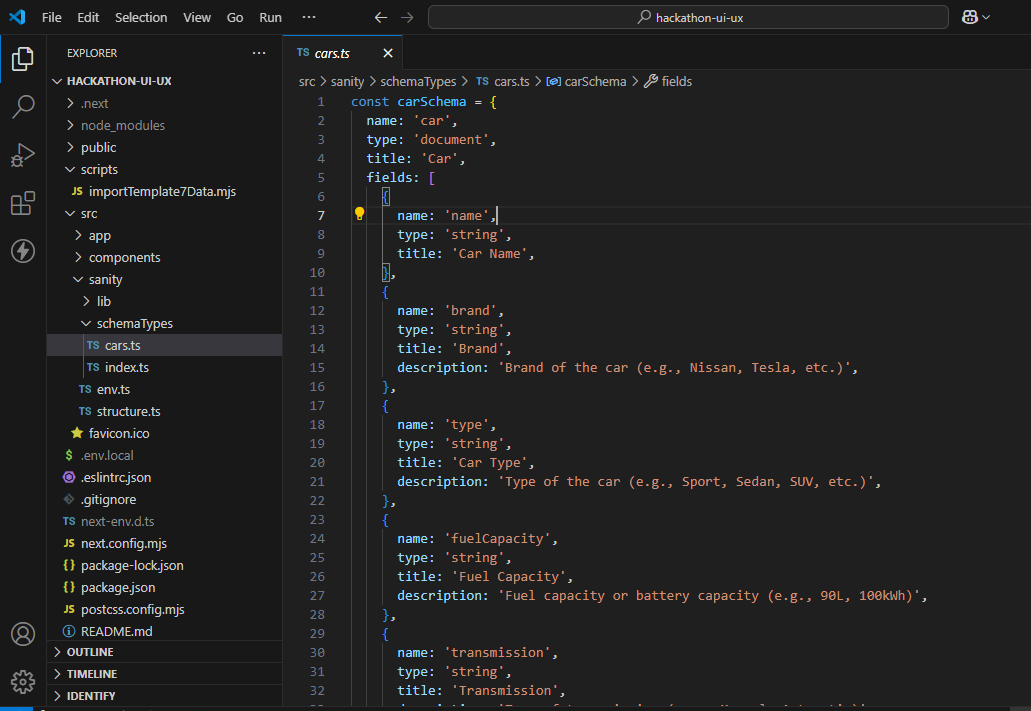 File Edit Selection View Go Run ···
hackathon-ui-ux
EXPLORER ···
HACKATHON-UI-UX
.next
node_modules
public
scripts
JS importTemplate7Data.mjs
src
app
components
sanity
lib
schemaTypes
TS cars.ts
TS index.ts
TS env.ts
TS structure.ts
favicon.ico
$ .env.local
.eslintrc.json
.gitignore
TS next-env.d.ts
JS next.config.mjs
{} package-lock.json
{} package.json
JS postcss.config.mjs
README.md
OUTLINE
TIMELINE
IDENTIFY
TS cars.ts
src > sanity > schemaTypes > TS cars.ts > carSchema > fields
1 const carSchema = {
2 name: 'car',
3 type: 'document',
4 title: 'Car',
5 fields: [
6 {
7 name: 'name',
8 type: 'string',
9 title: 'Car Name',
10 },
11 {
12 name: 'brand',
13 type: 'string',
14 title: 'Brand',
15 description: 'Brand of the car (e.g., Nissan, Tesla, etc.)',
16 },
17 {
18 name: 'type',
19 type: 'string',
20 title: 'Car Type',
21 description: 'Type of the car (e.g., Sport, Sedan, SUV, etc.)',
22 },
23 {
24 name: 'fuelCapacity',
25 type: 'string',
26 title: 'Fuel Capacity',
27 description: 'Fuel capacity or battery capacity (e.g., 90L, 100kWh)',
28 },
29 {
30 name: 'transmission',
31 type: 'string',
32 title: 'Transmission',